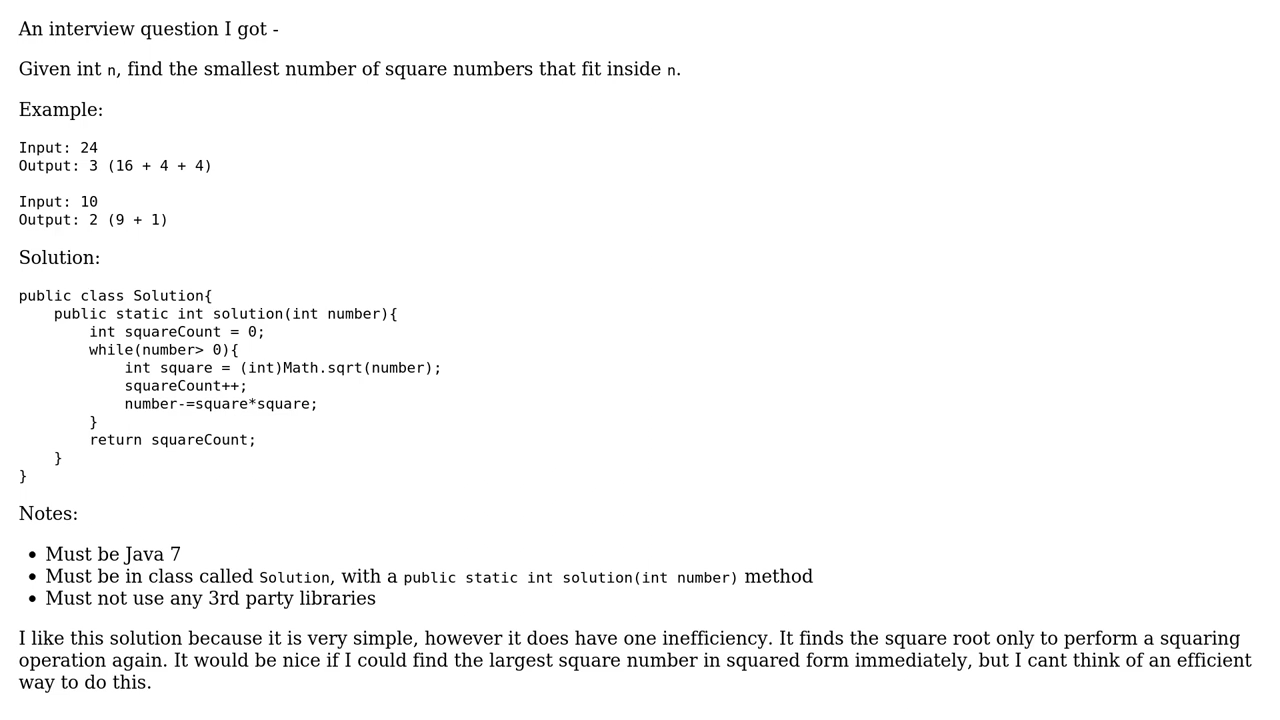 An interview question I got -
Given int n, find the smallest number of square numbers that fit inside n.
Example:
Input: 24
Output: 3 (16 + 4 + 4)
Input: 10
Output: 2 (9 + 1)
Solution:
public class Solution{
    public static int solution(int number){
        int squareCount = 0;
        while(number> 0){
            int square = (int)Math.sqrt(number);
            squareCount++;
            number-=square*square;
        }
        return squareCount;
    }
}
Notes:
• Must be Java 7
• Must be in class called Solution, with a public static int solution(int number) method
• Must not use any 3rd party libraries
I like this solution because it is very simple, however it does have one inefficiency. It finds the square root only to perform a squaring
operation again. It would be nice if I could find the largest square number in squared form immediately, but I cant think of an efficient
way to do this.